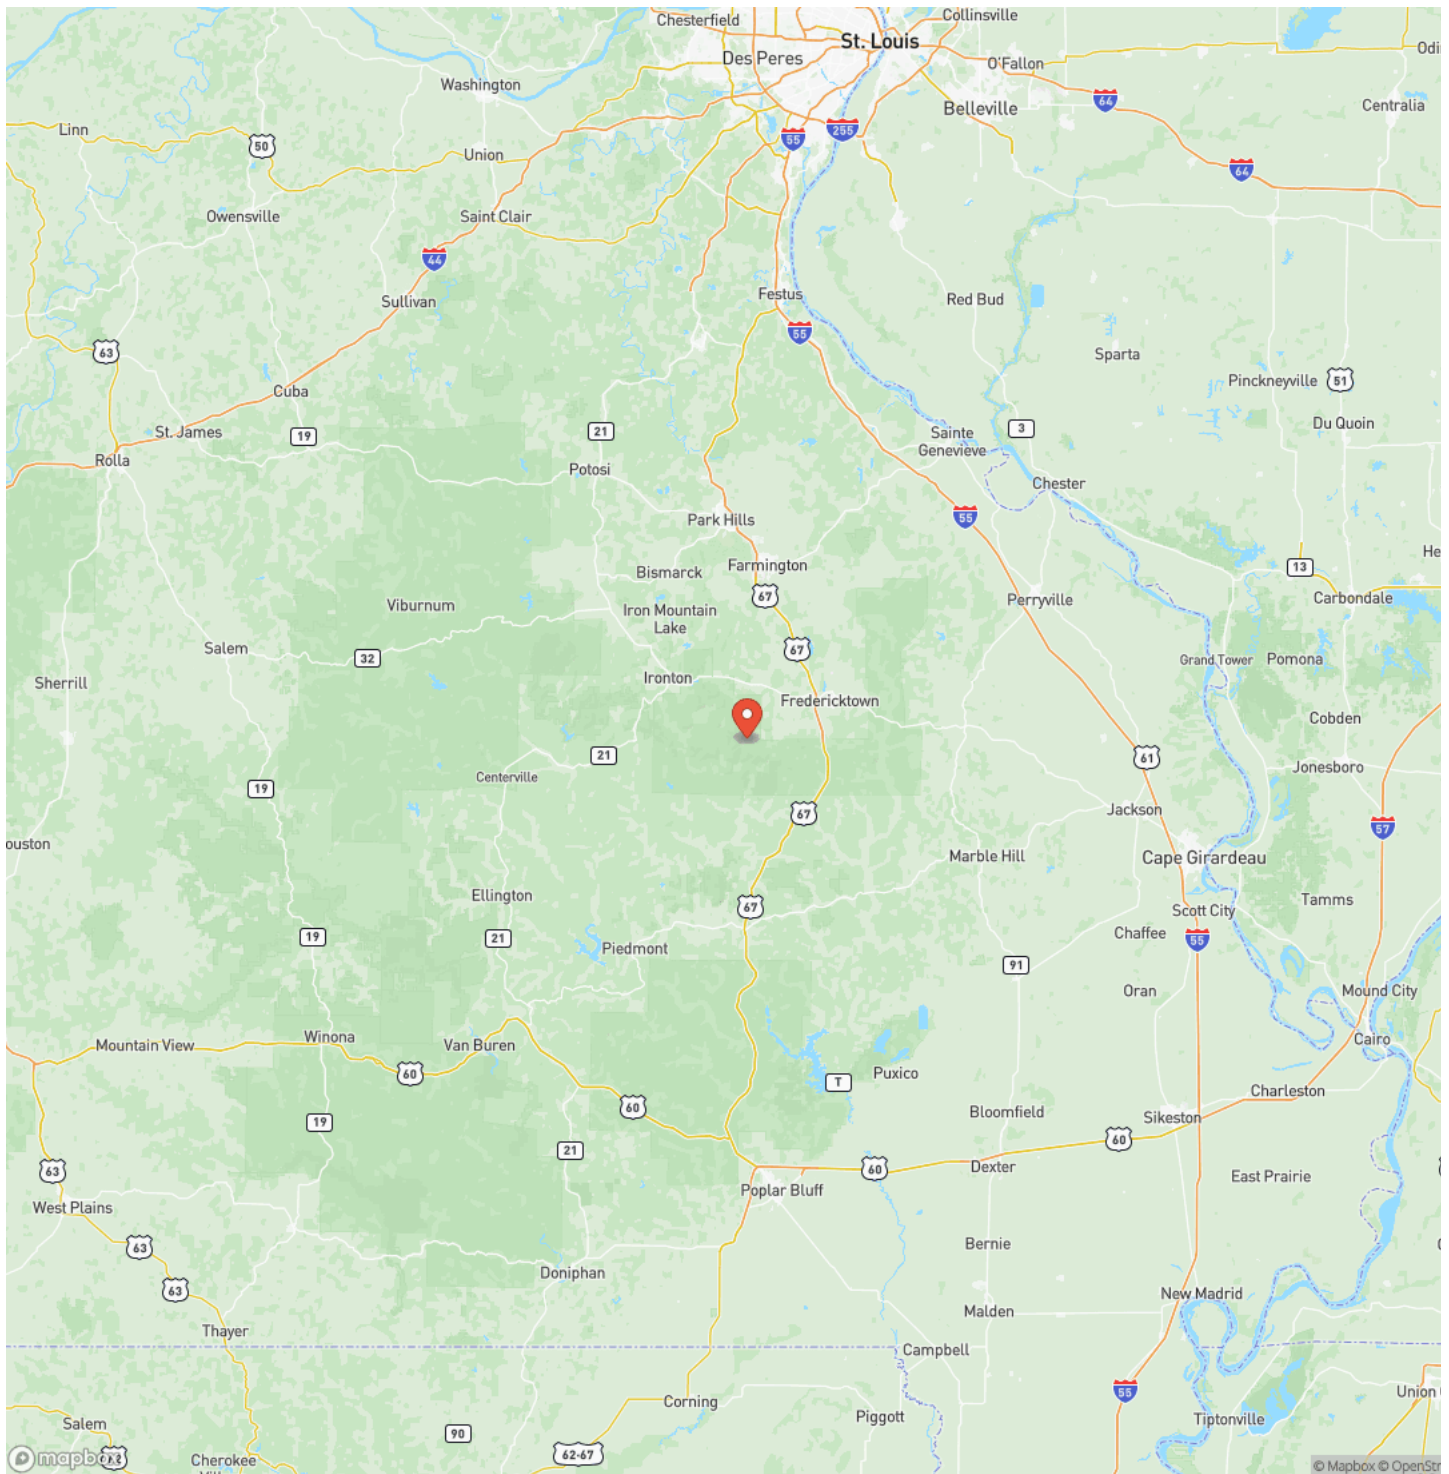 Chesterfield
Collinsville
St. Louis
Des Peres
O'Fallon
Washington
Belleville
64
Centralia
Linn
50
Union
55
255
64
Owensville
Saint Clair
44
Sullivan
Festus
Red Bud
55
63
Sparta
Cuba
Pinckneyville
51
St. James
19
21
Sainte
Genevieve
3
Du Quoin
Rolla
Potosi
Chester
Park Hills
55
Bismarck
Farmington
13
Viburnum
67
Perryville
Carbondale
Iron Mountain
Lake
Salem
32
67
Grand Tower
Pomona
Sherrill
Ironton
Fredericktown
Cobden
21
61
Centerville
Jonesboro
19
67
Jackson
57
ouston
Marble Hill
Cape Girardeau
Ellington
67
Tamms
Scott City
19
21
Piedmont
Chaffee
55
91
Oran
Mound City
Winona
Mountain View
Van Buren
Cairo
60
Puxico
T
60
Charleston
19
Bloomfield
Sikeston
60
21
63
60
Dexter
East Prairie
Poplar Bluff
West Plains
63
Bernie
Doniphan
63
New Madrid
Malden
Thayer
Campbell
55
Union
Corning
Salem
Piggott
Tiptonville
90
62-67
Cherokee
mapbox
© Mapbox © OpenStr